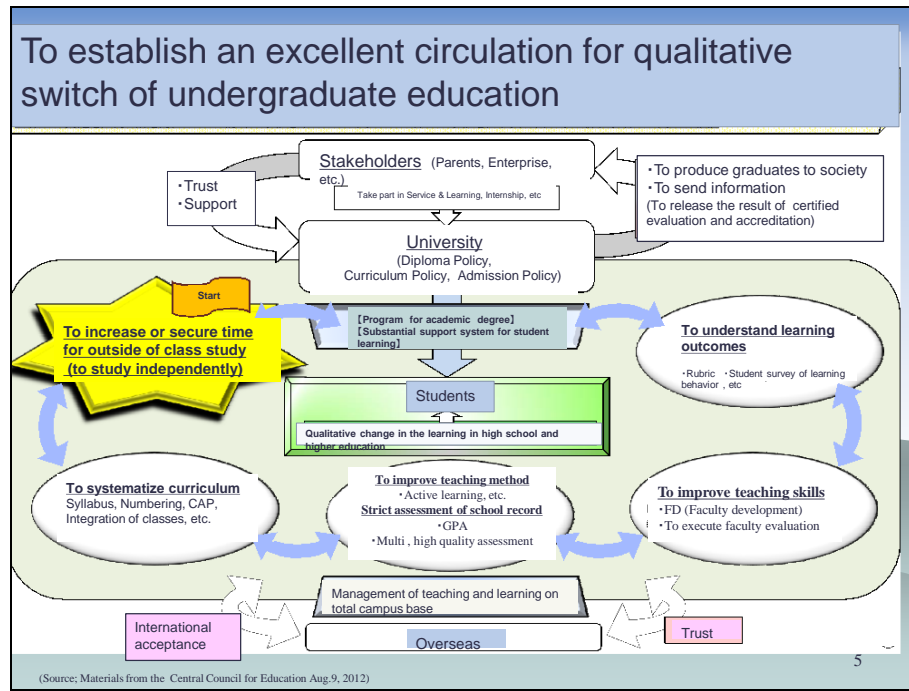 To establish an excellent circulation for qualitative
switch of undergraduate education
Stakeholders (Parents, Enterprise,
etc.)
Take part in Service & Learning, Internship, etc
・Trust
・Support
・To produce graduates to society
・To send information
(To release the result of certified
evaluation and accreditation)
University
(Diploma Policy,
Curriculum Policy, Admission Policy)
Start
To increase or secure time
for outside of class study
(to study independently)
【Program for academic degree】
【Substantial support system for student
learning】
To understand learning
outcomes
・Rubric ・Student survey of learning
behavior , etc
Students
Qualitative change in the learning in high school and
higher education
To systematize curriculum
Syllabus, Numbering, CAP,
Integration of classes, etc.
To improve teaching method
・Active learning, etc.
Strict assessment of school record
・GPA
・Multi , high quality assessment
To improve teaching skills
・FD (Faculty development)
・To execute faculty evaluation
Management of teaching and learning on
total campus base
International
acceptance
Overseas
Trust
5
(Source; Materials from the Central Council for Education Aug.9, 2012)